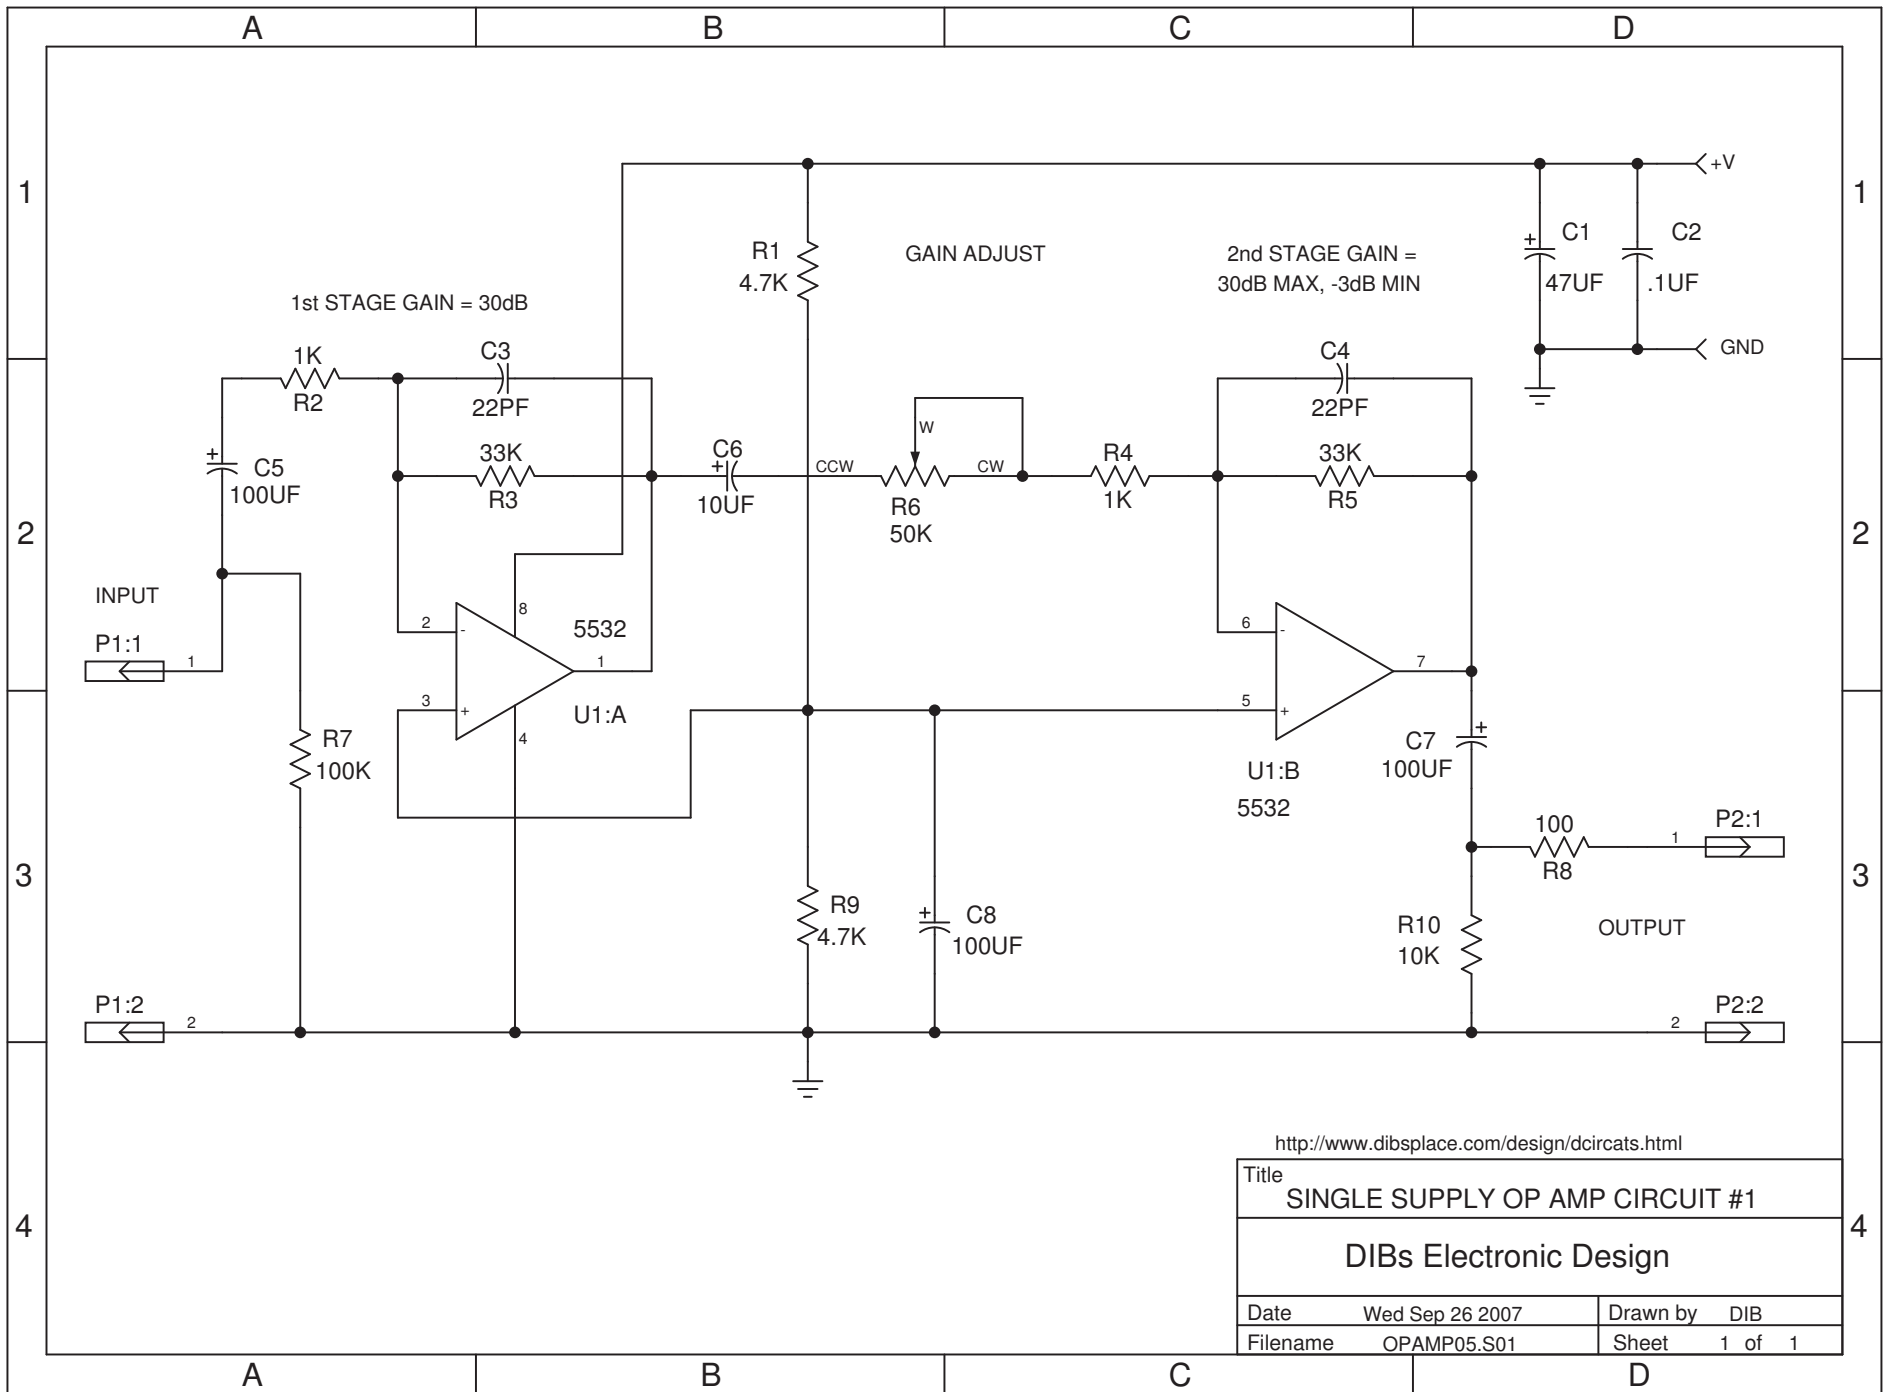 A B C D
1 1
+V
R1
4.7K
GAIN ADJUST
2nd STAGE GAIN =
30dB MAX, -3dB MIN
+ C1
47UF
C2
.1UF
1st STAGE GAIN = 30dB
GND
1K
R2
C3
22PF
C4
22PF
+ C5
100UF
33K
R3
C6
+
10UF
CCW
W
CW
R6
50K
R4
1K
33K
R5
2 2
INPUT
P1:1
1
2
-
8
5532
1
3
+
U1:A
4
6
-
7
5
+
U1:B
5532
R7
100K
C7
+
100UF
100
R8
1
P2:1
3 3
R9
4.7K
+ C8
100UF
R10
10K
OUTPUT
P1:2
2
P2:2
2
http://www.dibsplace.com/design/dcircats.html
Title
SINGLE SUPPLY OP AMP CIRCUIT #1
4 4
DIBs Electronic Design
Date Wed Sep 26 2007 Drawn by DIB
Filename OPAMP05.S01 Sheet 1 of 1
A B C D